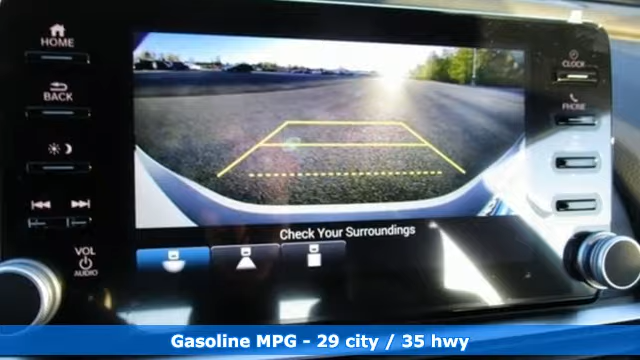 HOME
BACK
VOL
AUDIO
CLOCK
PHONE
Check Your Surroundings
Gasoline MPG - 29 city / 35 hwy